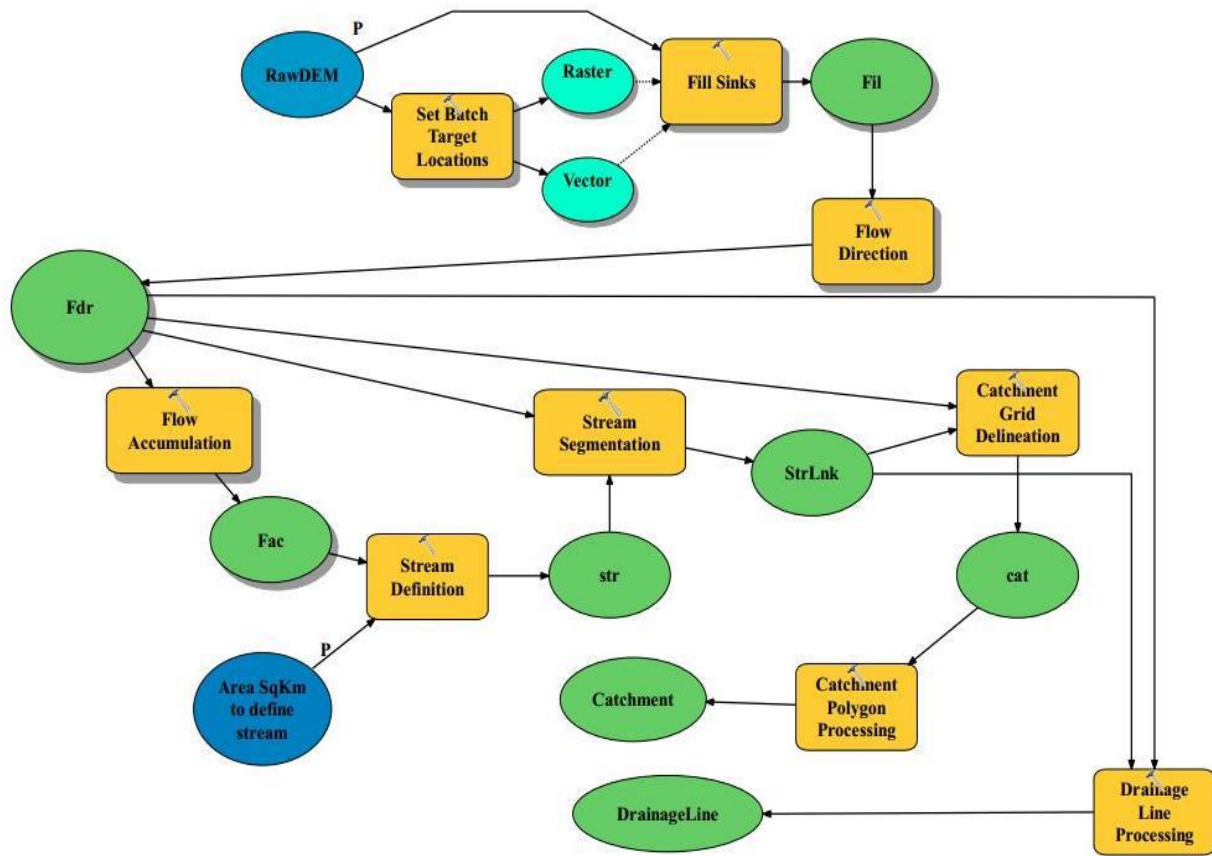 P
RawDEM
Raster
Fill Sinks
Fil
Set Batch
Target
Locations
Vector
Flow
Direction
Fdr
Flow
Accumulation
Stream
Segmentation
Catchment
Grid
Delineation
StrLnk
Fac
Stream
Definition
str
cat
P
Area SqKm
to define
stream
Catchment
Catchment
Polygon
Processing
DrainageLine
Drainage
Line
Processing